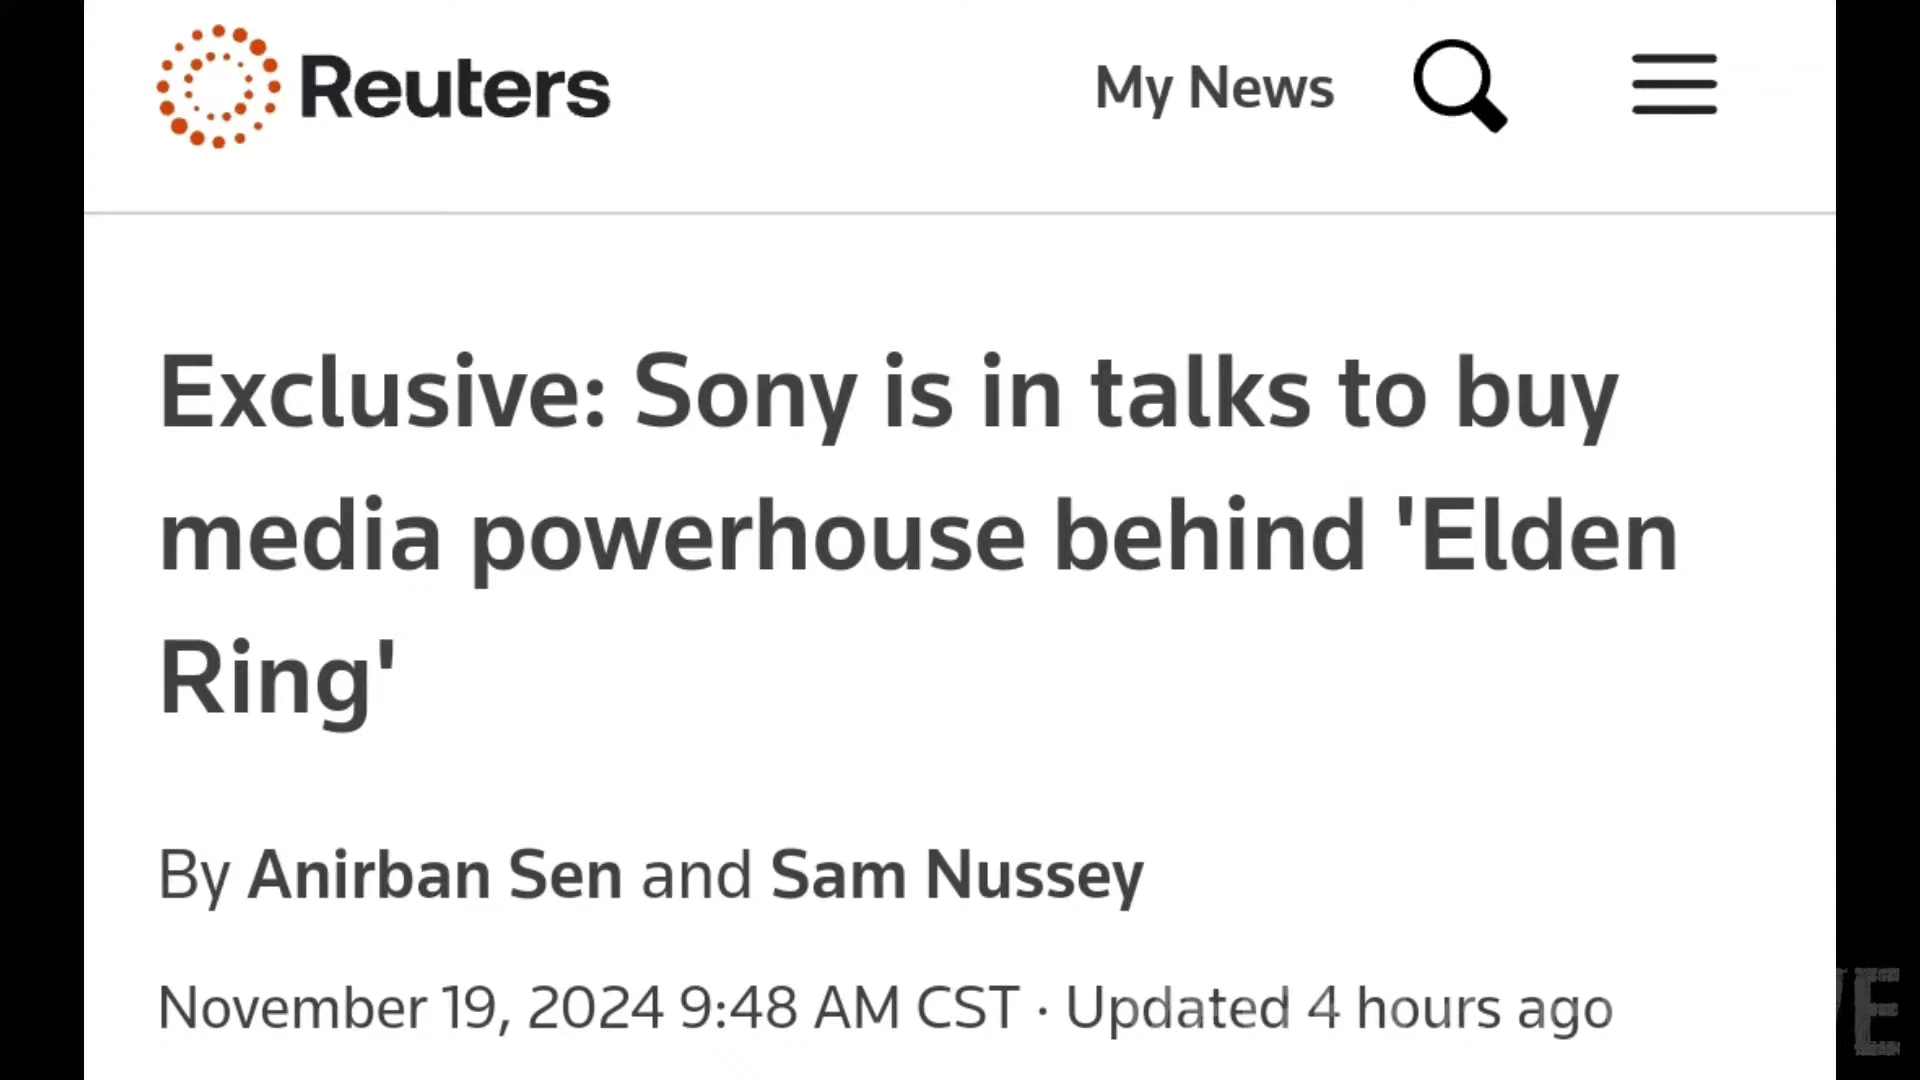 Reuters
My News
Exclusive: Sony is in talks to buy
media powerhouse behind 'Elden
Ring'
By Anirban Sen and Sam Nussey
November 19, 2024 9:48 AM CST · Updated 4 hours ago